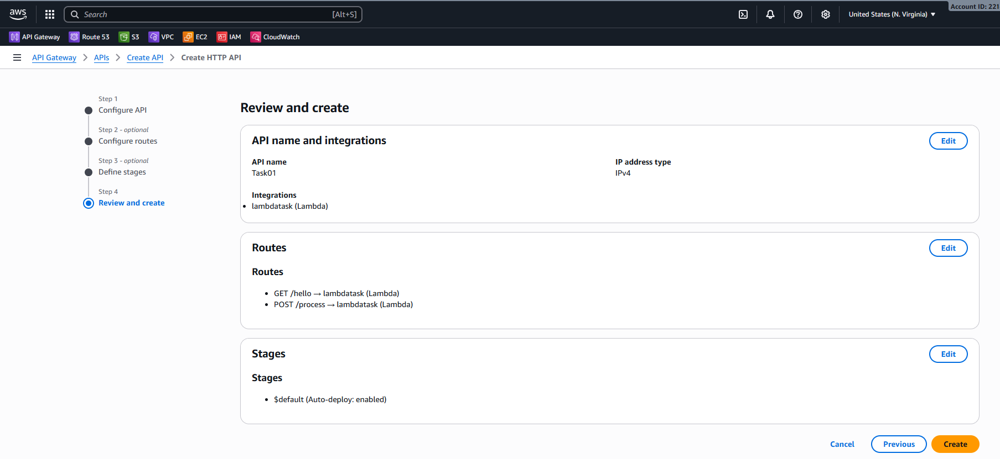 aws
Search [Alt+S]
United States (N. Virginia)
Account ID: 221
API Gateway Route 53 S3 VPC EC2 IAM CloudWatch
API Gateway > APIs > Create API > Create HTTP API
Step 1
Configure API
Step 2 - optional
Configure routes
Step 3 - optional
Define stages
Step 4
Review and create
Review and create
API name and integrations
Edit
API name
Task01
IP address type
IPv4
Integrations
• lambdatask (Lambda)
Routes
Edit
Routes
• GET /hello → lambdatask (Lambda)
• POST /process → lambdatask (Lambda)
Stages
Edit
Stages
• $default (Auto-deploy: enabled)
Cancel Previous Create